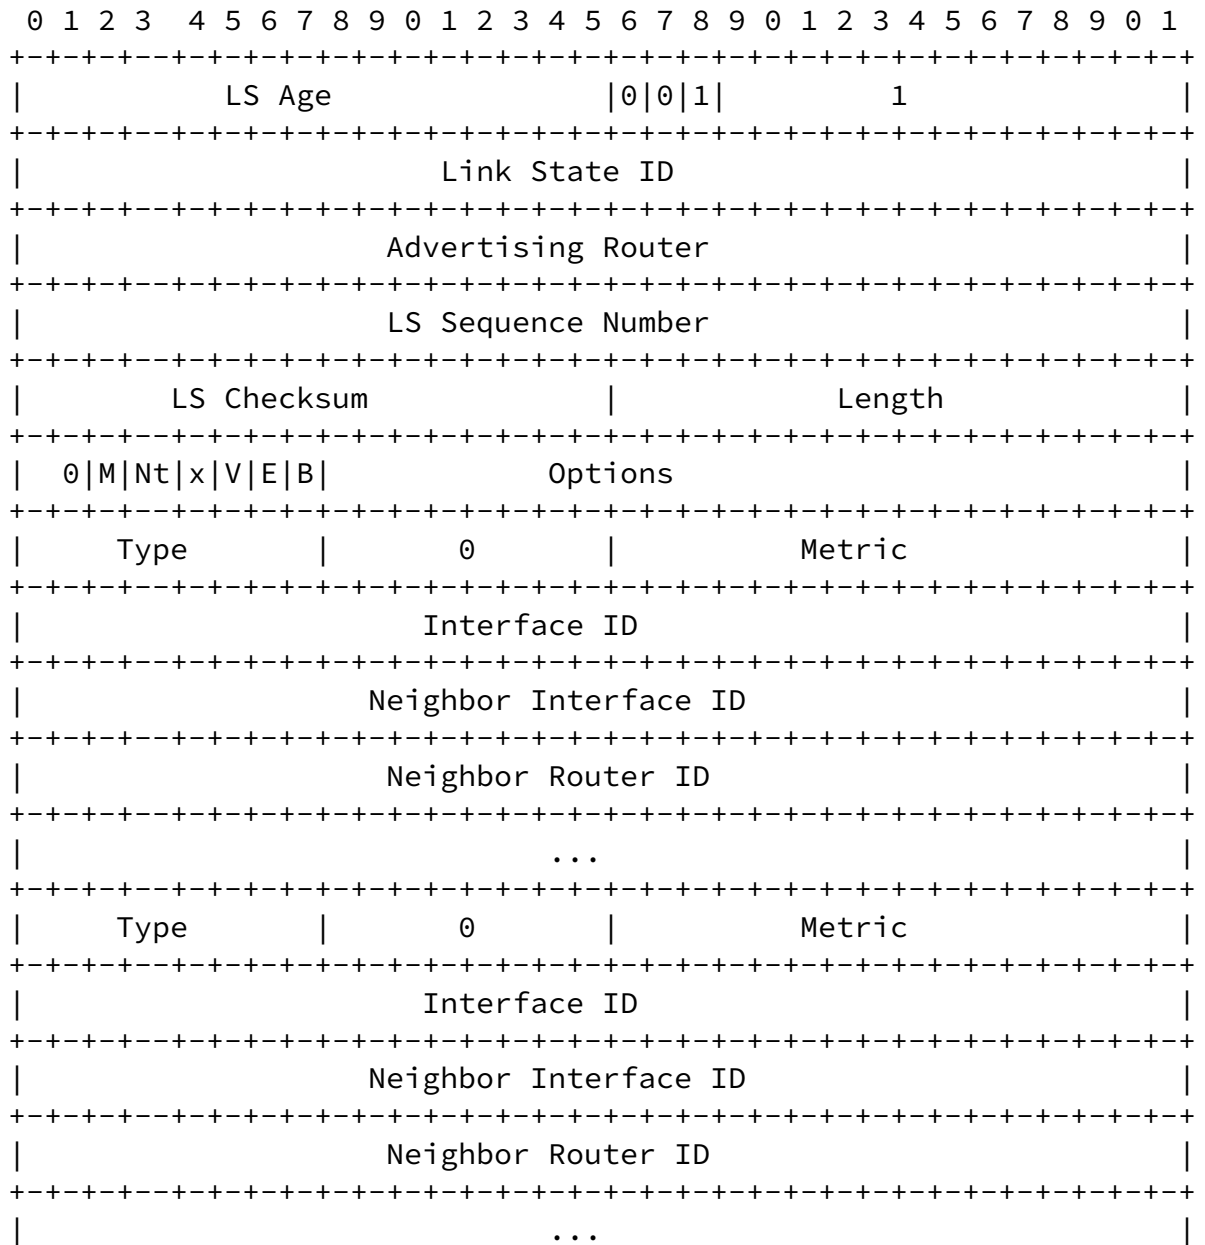 0 1 2 3  4 5 6 7 8 9 0 1 2 3 4 5 6 7 8 9 0 1 2 3 4 5 6 7 8 9 0 1
+-+-+-+--+-+-+-+-+-+-+-+-+-+-+-+-+-+-+-+-+-+-+-+-+-+-+-+-+-+-+-+
|           LS Age               |0|0|1|         1               |
+-+-+-+--+-+-+-+-+-+-+-+-+-+-+-+-+-+-+-+-+-+-+-+-+-+-+-+-+-+-+-+
|                       Link State ID                            |
+-+-+-+--+-+-+-+-+-+-+-+-+-+-+-+-+-+-+-+-+-+-+-+-+-+-+-+-+-+-+-+
|                    Advertising Router                          |
+-+-+-+--+-+-+-+-+-+-+-+-+-+-+-+-+-+-+-+-+-+-+-+-+-+-+-+-+-+-+-+
|                    LS Sequence Number                          |
+-+-+-+--+-+-+-+-+-+-+-+-+-+-+-+-+-+-+-+-+-+-+-+-+-+-+-+-+-+-+-+
|        LS Checksum             |            Length             |
+-+-+-+--+-+-+-+-+-+-+-+-+-+-+-+-+-+-+-+-+-+-+-+-+-+-+-+-+-+-+-+
|  0|M|Nt|x|V|E|B|            Options                            |
+-+-+-+--+-+-+-+-+-+-+-+-+-+-+-+-+-+-+-+-+-+-+-+-+-+-+-+-+-+-+-+
|     Type       |       0       |          Metric               |
+-+-+-+--+-+-+-+-+-+-+-+-+-+-+-+-+-+-+-+-+-+-+-+-+-+-+-+-+-+-+-+
|                      Interface ID                              |
+-+-+-+--+-+-+-+-+-+-+-+-+-+-+-+-+-+-+-+-+-+-+-+-+-+-+-+-+-+-+-+
|                   Neighbor Interface ID                        |
+-+-+-+--+-+-+-+-+-+-+-+-+-+-+-+-+-+-+-+-+-+-+-+-+-+-+-+-+-+-+-+
|                    Neighbor Router ID                          |
+-+-+-+--+-+-+-+-+-+-+-+-+-+-+-+-+-+-+-+-+-+-+-+-+-+-+-+-+-+-+-+
|                             ...                                |
+-+-+-+--+-+-+-+-+-+-+-+-+-+-+-+-+-+-+-+-+-+-+-+-+-+-+-+-+-+-+-+
|     Type       |       0       |          Metric               |
+-+-+-+--+-+-+-+-+-+-+-+-+-+-+-+-+-+-+-+-+-+-+-+-+-+-+-+-+-+-+-+
|                      Interface ID                              |
+-+-+-+--+-+-+-+-+-+-+-+-+-+-+-+-+-+-+-+-+-+-+-+-+-+-+-+-+-+-+-+
|                   Neighbor Interface ID                        |
+-+-+-+--+-+-+-+-+-+-+-+-+-+-+-+-+-+-+-+-+-+-+-+-+-+-+-+-+-+-+-+
|                    Neighbor Router ID                          |
+-+-+-+--+-+-+-+-+-+-+-+-+-+-+-+-+-+-+-+-+-+-+-+-+-+-+-+-+-+-+-+
|                             ...                                |